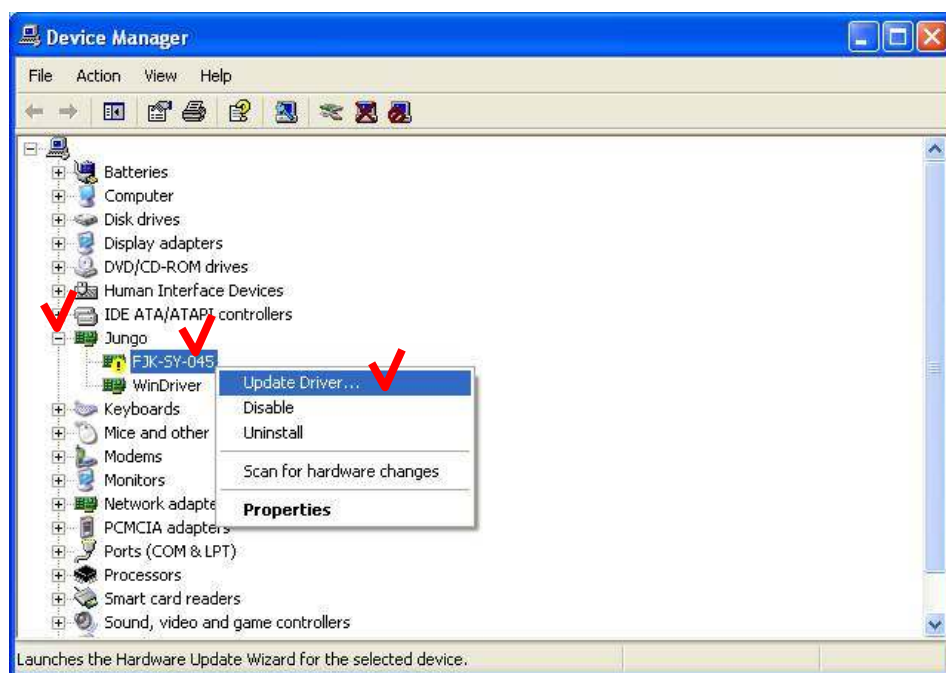 Device Manager
File Action View Help
Batteries
Computer
Disk drives
Display adapters
DVD/CD-ROM drives
Human Interface Devices
IDE ATA/ATAPI controllers
Jungo
FJK-SY-045
WinDriver
Update Driver...
Disable
Uninstall
Scan for hardware changes
Properties
Keyboards
Mice and other
Modems
Monitors
Network adapte
PCMCIA adapters
Ports (COM & LPT)
Processors
Smart card readers
Sound, video and game controllers
Launches the Hardware Update Wizard for the selected device.